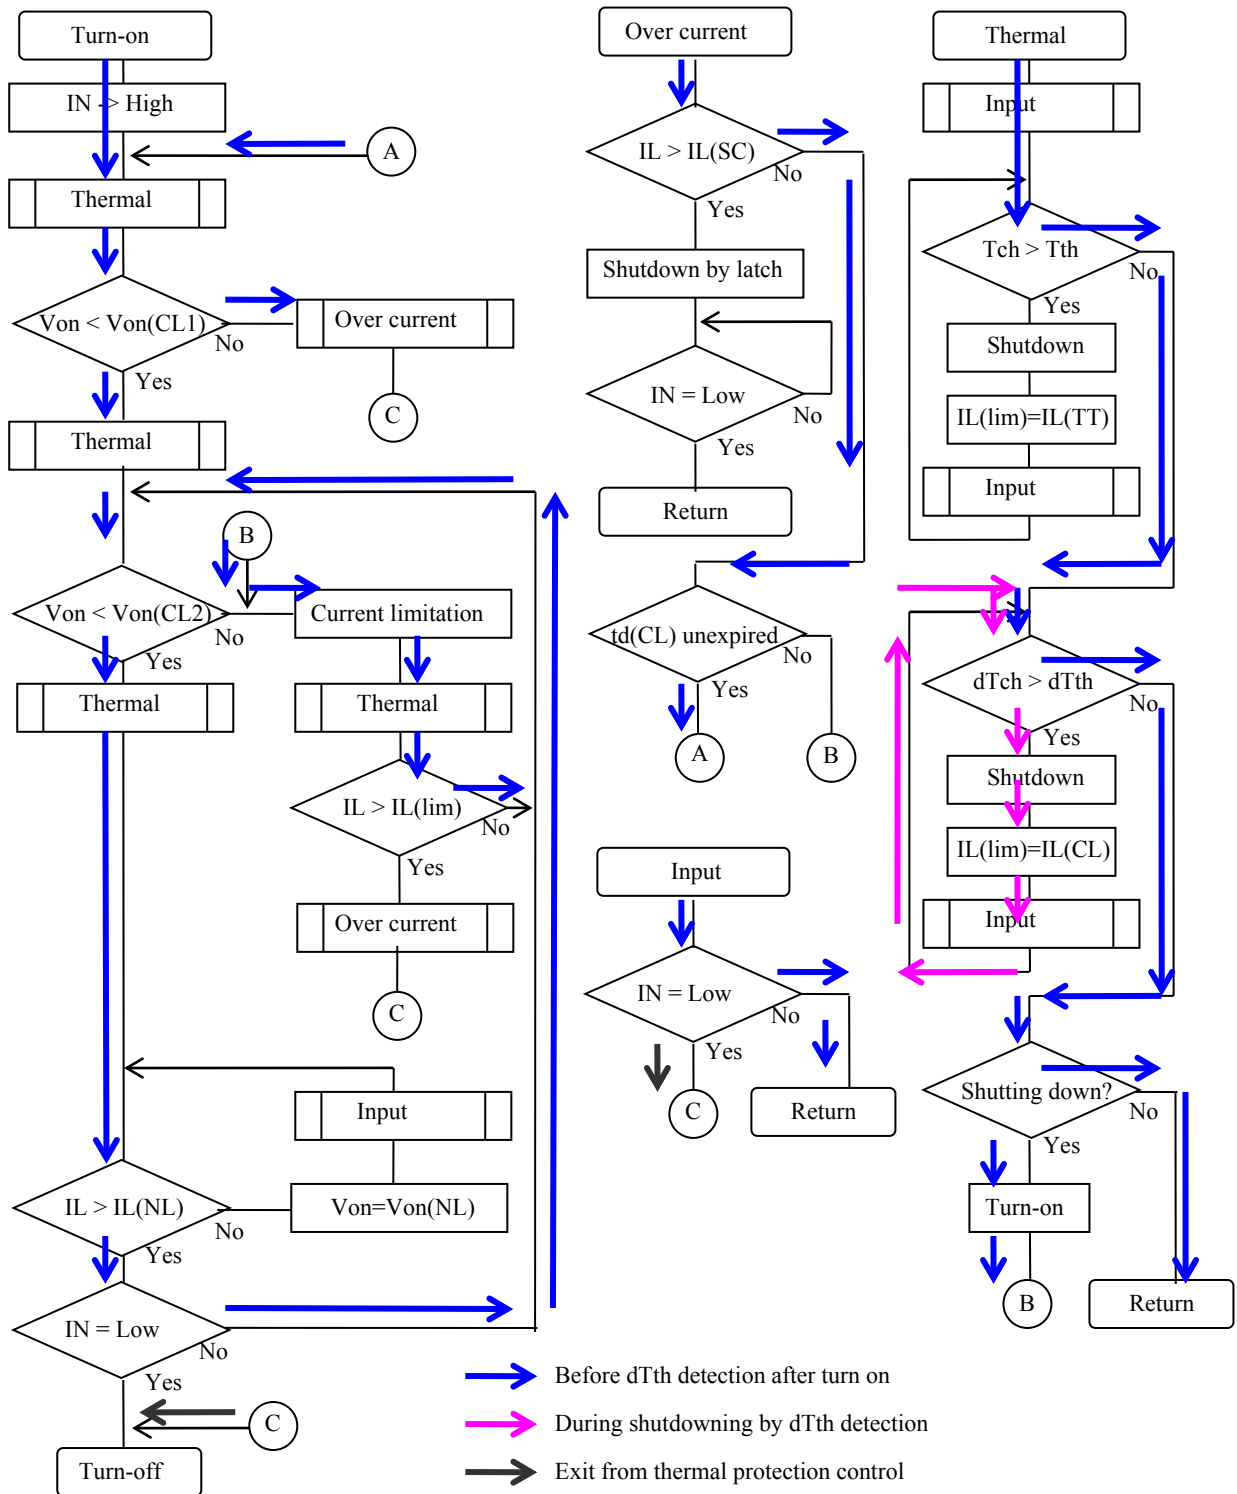 Turn-on
IN -> High
A
Thermal
Von < Von(CL1)
No
Yes
Over current
C
Thermal
B
Von < Von(CL2)
No
Yes
Current limitation
Thermal
Thermal
IL > IL(lim)
No
Yes
Over current
C
Input
Von=Von(NL)
IL > IL(NL)
No
Yes
IN = Low
No
Yes
C
Turn-off
Over current
IL > IL(SC)
No
Yes
Shutdown by latch
IN = Low
No
Yes
Return
td(CL) unexpired
No
Yes
A
B
Input
IN = Low
No
Yes
C
Return
Thermal
Input
Tch > Tth
No
Yes
Shutdown
IL(lim)=IL(TT)
Input
dTch > dTth
No
Yes
Shutdown
IL(lim)=IL(CL)
Input
Shutting down?
No
Yes
Turn-on
B
Return
Before dTth detection after turn on
During shutdowning by dTth detection
Exit from thermal protection control